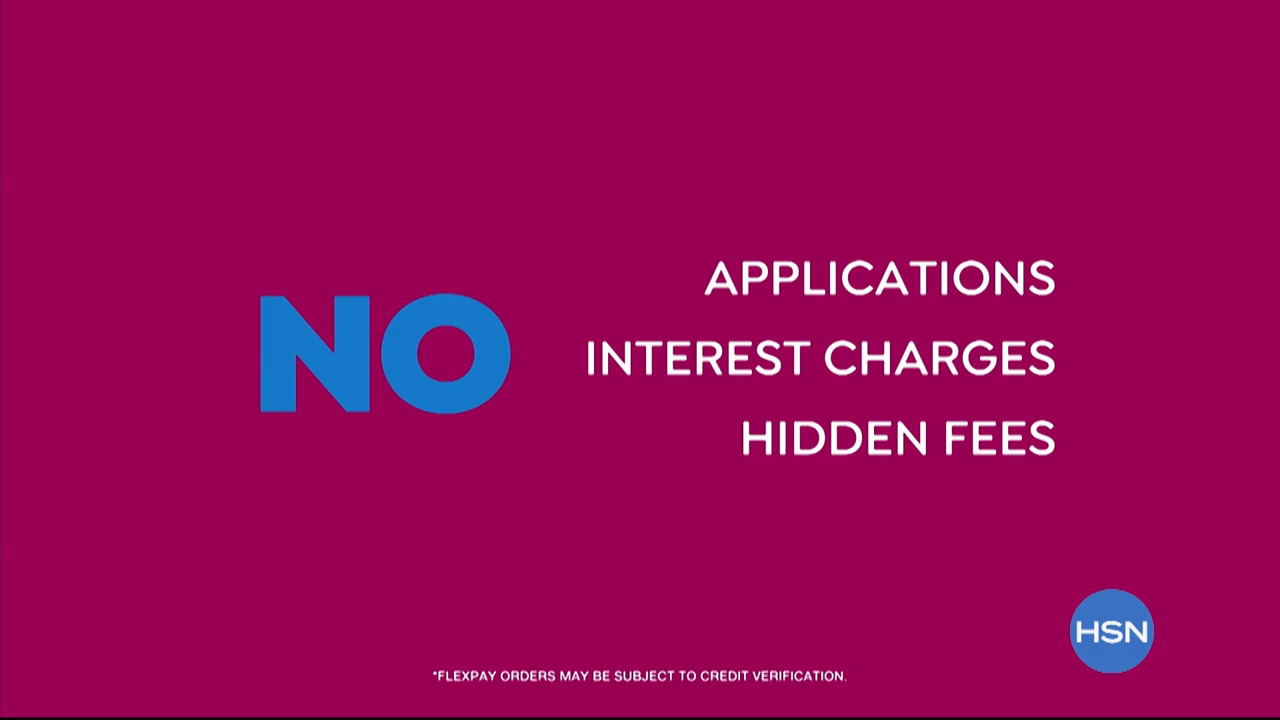 NO
APPLICATIONS
INTEREST CHARGES
HIDDEN FEES
HSN
*FLEXPAY ORDERS MAY BE SUBJECT TO CREDIT VERIFICATION.